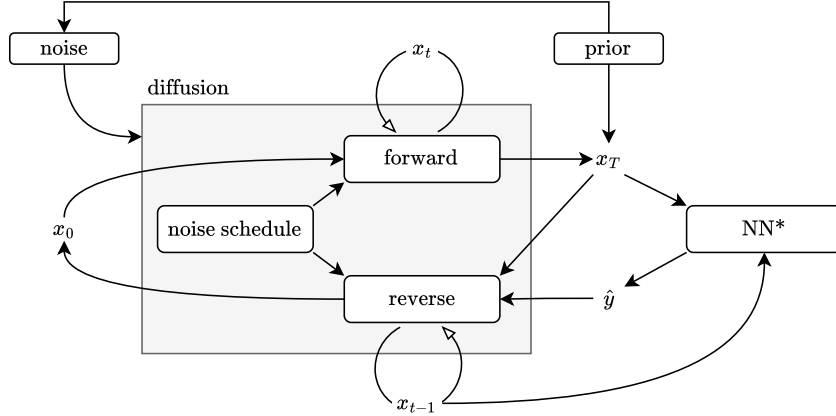 x_t
noise
prior
diffusion
forward
x_T
noise schedule
x_0
NN*
reverse
ŷ
x_{t−1}